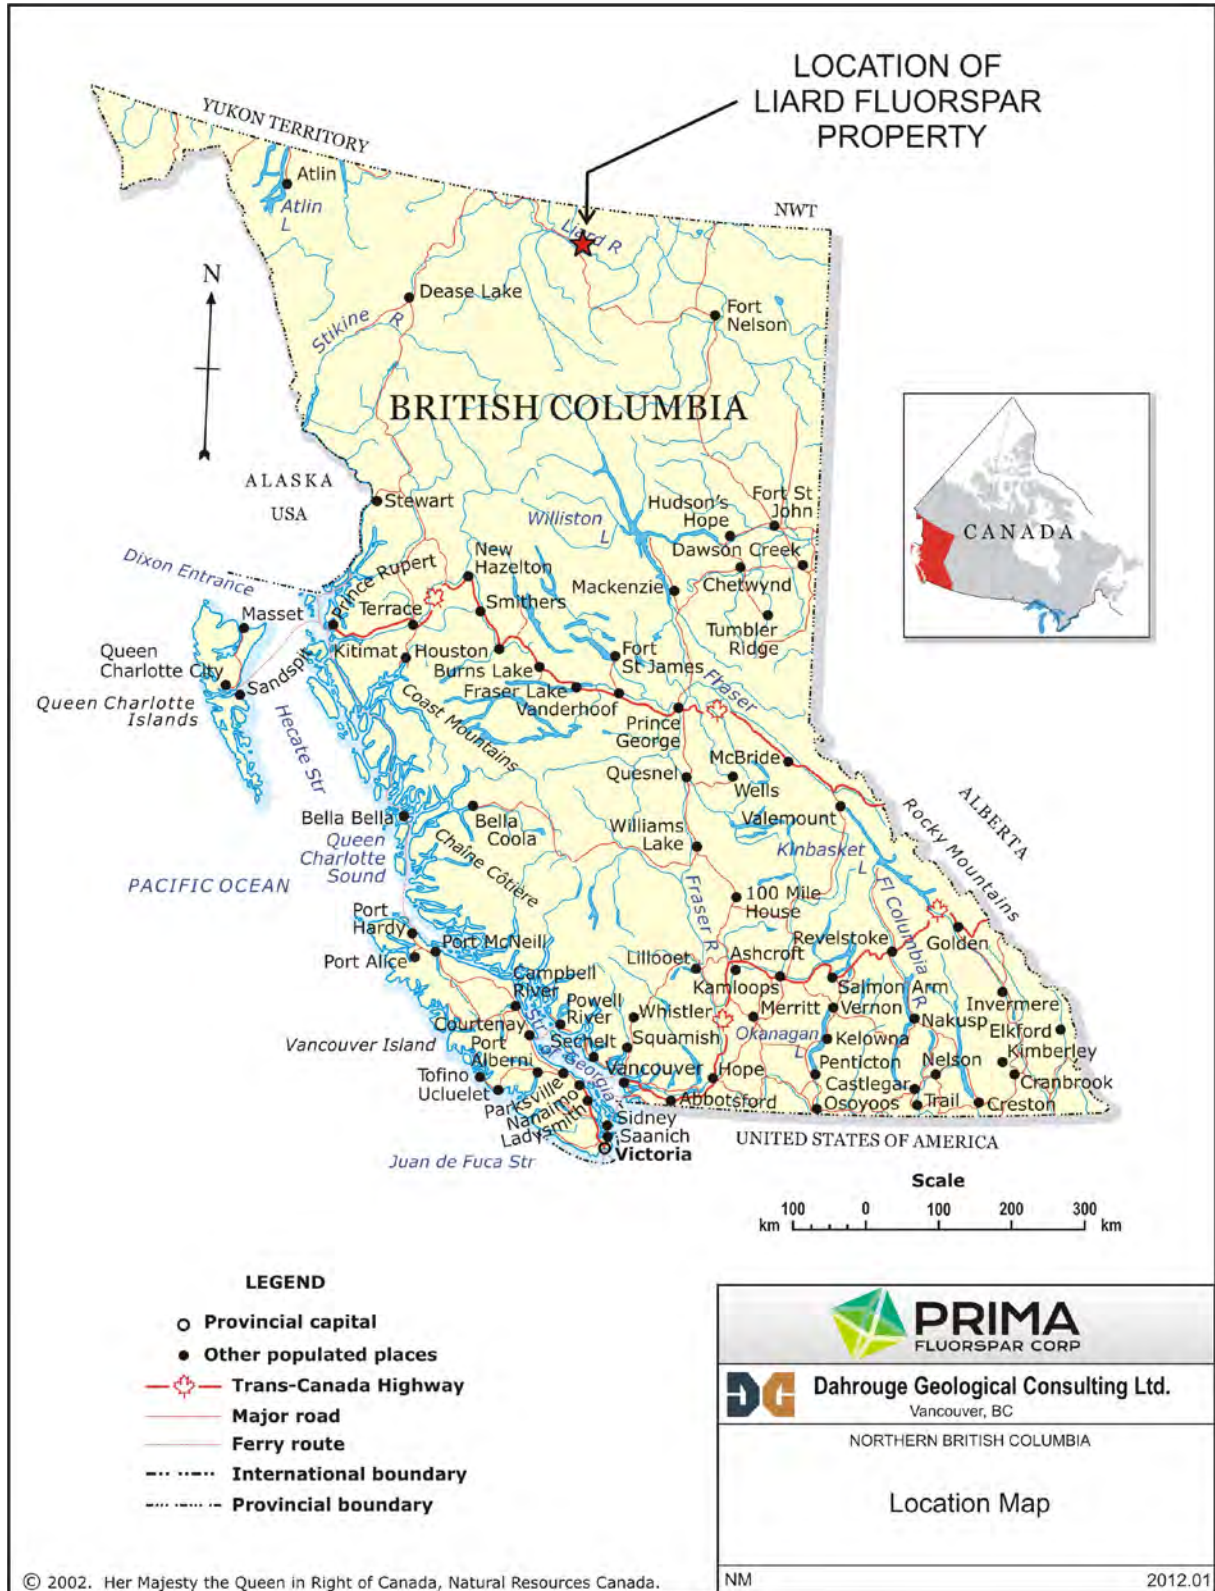 LOCATION OF
LIARD FLUORSPAR
PROPERTY
YUKON TERRITORY
NWT
Atlin
Atlin
L
Liard R
N
Dease Lake
Fort
Nelson
Stikine
R
BRITISH COLUMBIA
ALASKA
USA
Stewart
Williston
L
Hudson's
Hope
Fort St
John
Dawson Creek
Chetwynd
CANADA
Dixon Entrance
New
Hazelton
Mackenzie
Prince Rupert
Terrace
Smithers
Tumbler
Ridge
Masset
Queen
Charlotte City
Sandspit
Queen Charlotte
Islands
Kitimat
Houston
Fort
St James
Burns Lake
Fraser Lake
Vanderhoof
Fraser
Coast Mountains
Hecate Str
Prince
George
McBride
Quesnel
Wells
Valemount
ALBERTA
Rocky Mountains
Bella Bella
Bella
Coola
Williams
Lake
Kinbasket
L
Queen
Charlotte
Sound
Chaîne Côtière
PACIFIC OCEAN
100 Mile
House
Fraser R
Fl Columbia
R
Port
Hardy
Port McNeill
Port Alice
Lillooet
Ashcroft
Revelstoke
Golden
Campbell
River
Kamloops
Salmon Arm
Powell
River
Whistler
Merritt
Vernon
Invermere
Courtenay
Str of Georgia
Nakusp
Elkford
Vancouver Island
Port
Alberni
Sechelt
Squamish
Okanagan
L
Kelowna
Kimberley
Tofino
Vancouver
Hope
Penticton
Nelson
Ucluelet
Castlegar
Cranbrook
Parksville
Nanaimo
Ladysmith
Abbotsford
Osoyoos
Trail
Creston
Sidney
Saanich
Victoria
UNITED STATES OF AMERICA
Juan de Fuca Str
Scale
100 0 100 200 300
km km
LEGEND
Provincial capital
Other populated places
Trans-Canada Highway
Major road
Ferry route
International boundary
Provincial boundary
PRIMA
FLUORSPAR CORP
DG
Dahrouge Geological Consulting Ltd.
Vancouver, BC
NORTHERN BRITISH COLUMBIA
Location Map
NM 2012.01
© 2002. Her Majesty the Queen in Right of Canada, Natural Resources Canada.